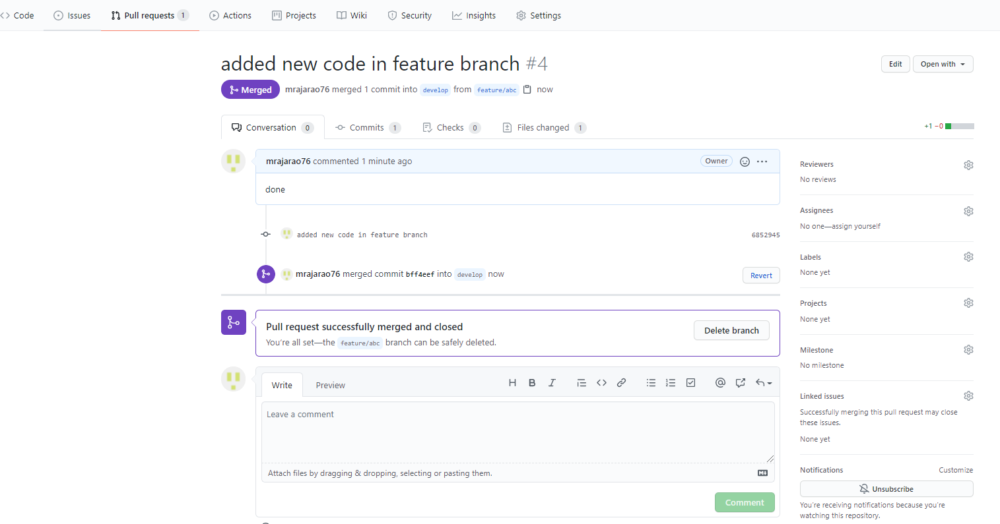 <> Code Issues Pull requests 1 Actions Projects Wiki Security Insights Settings
added new code in feature branch #4
Edit Open with
Merged mrajarao76 merged 1 commit into develop from feature/abc now
Conversation 0 Commits 1 Checks 0 Files changed 1
+1 −0
mrajarao76 commented 1 minute ago Owner
done
added new code in feature branch 6852945
mrajarao76 merged commit bff4eef into develop now Revert
Pull request successfully merged and closed
You're all set—the feature/abc branch can be safely deleted.
Delete branch
Write Preview
H B I
Leave a comment
Attach files by dragging & dropping, selecting or pasting them.
Comment
Reviewers
No reviews
Assignees
No one—assign yourself
Labels
None yet
Projects
None yet
Milestone
No milestone
Linked issues
Successfully merging this pull request may close
these issues.
None yet
Notifications Customize
Unsubscribe
You're receiving notifications because you're
watching this repository.